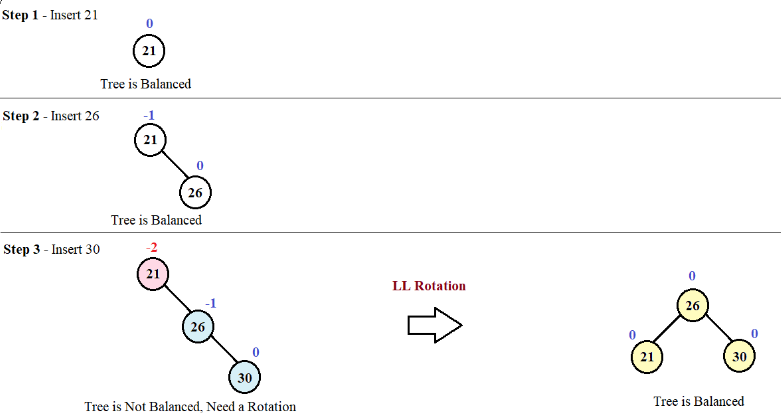 Step 1 - Insert 21
0
21
Tree is Balanced
Step 2 - Insert 26
-1
21
0
26
Tree is Balanced
Step 3 - Insert 30
-2
21
-1
26
0
30
Tree is Not Balanced, Need a Rotation
LL Rotation
0
26
0
21
0
30
Tree is Balanced